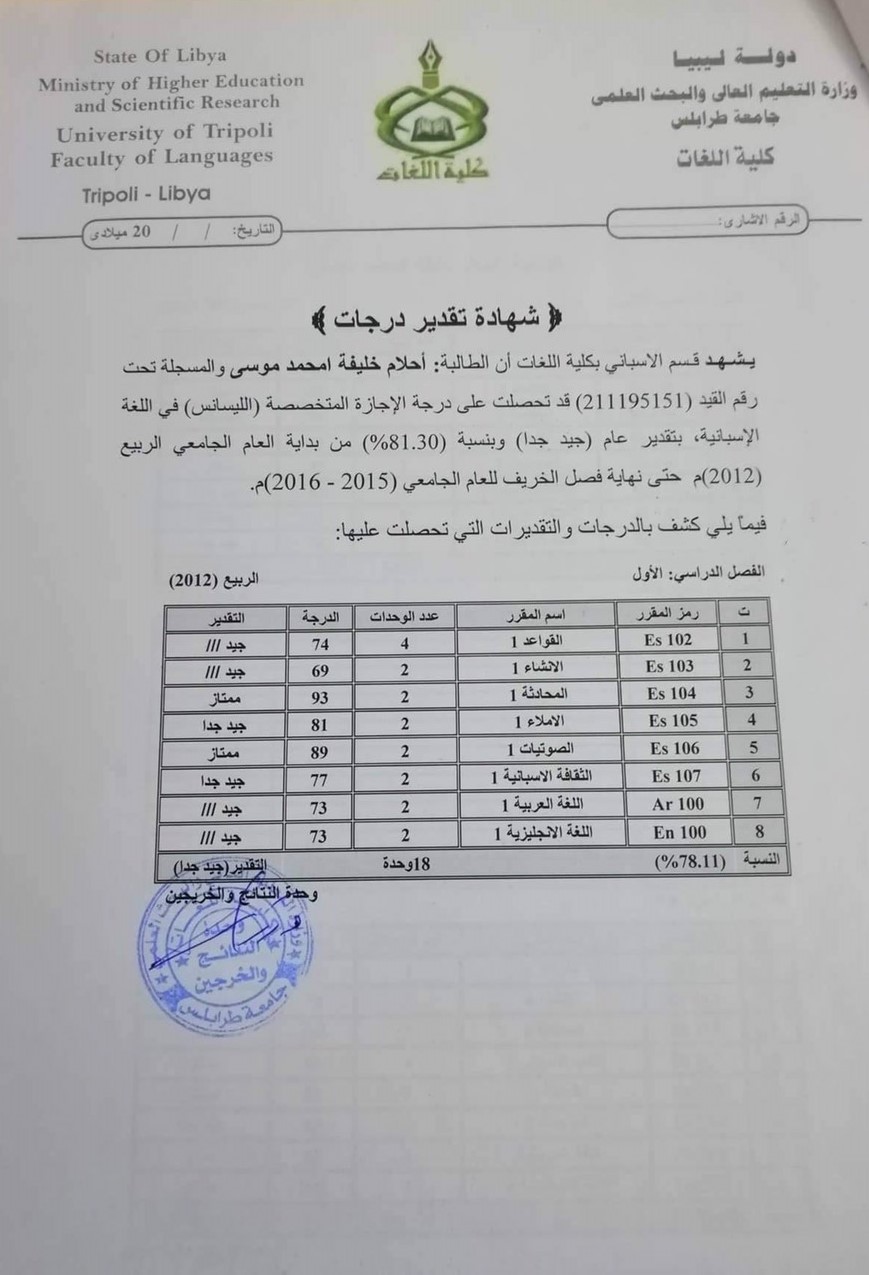 State Of Libya
Ministry of Higher Education
and Scientific Research
University of Tripoli
Faculty of Languages
Tripoli - Libya
كلية اللغات
دولة ليبيا
وزارة التعليم العالى والبحث العلمى
جامعة طرابلس
كلية اللغات
الرقم الاشارى:
التاريخ: / / 20 ميلادى
﴿ شهادة تقدير درجات ﴾
يشهد قسم الاسباني بكلية اللغات أن الطالبة: أحلام خليفة امحمد موسى والمسجلة تحت
رقم القيد (211195151) قد تحصلت على درجة الإجازة المتخصصة (الليسانس) في اللغة
الإسبانية، بتقدير عام (جيد جدا) وبنسبة (81.30%) من بداية العام الجامعي الربيع
(2012)م حتى نهاية فصل الخريف للعام الجامعي (2015 - 2016)م.
فيماً يلي كشف بالدرجات والتقديرات التي تحصلت عليها:
الفصل الدراسي: الأول الربيع (2012)
ت رمز المقرر اسم المقرر عدد الوحدات الدرجة التقدير
1 Es 102 القواعد 1 4 74 جيد ///
2 Es 103 الانشاء 1 2 69 جيد ///
3 Es 104 المحادثة 1 2 93 ممتاز
4 Es 105 الاملاء 1 2 81 جيد جدا
5 Es 106 الصوتيات 1 2 89 ممتاز
6 Es 107 الثقافة الاسبانية 1 2 77 جيد جدا
7 Ar 100 اللغة العربية 1 2 73 جيد ///
8 En 100 اللغة الانجليزية 1 2 73 جيد ///
النسبة (78.11%) 18وحدة التقدير(جيد جدا)
وحدة النتائج والخريجين
وحدة
النتائج
والخرجين
جامعة طرابلس